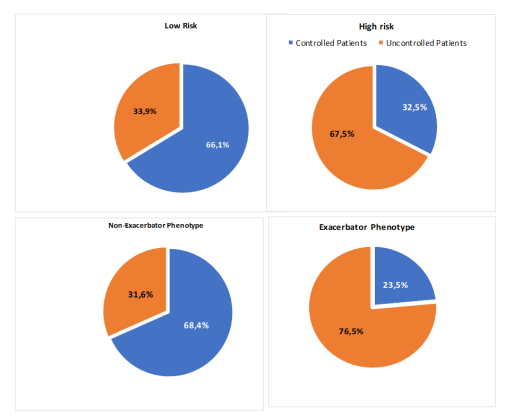 Low Risk
33,9%
66,1%
High risk
Controlled Patients
Uncontrolled Patients
32,5%
67,5%
Non-Exacerbator Phenotype
31,6%
68,4%
Exacerbator Phenotype
23,5%
76,5%